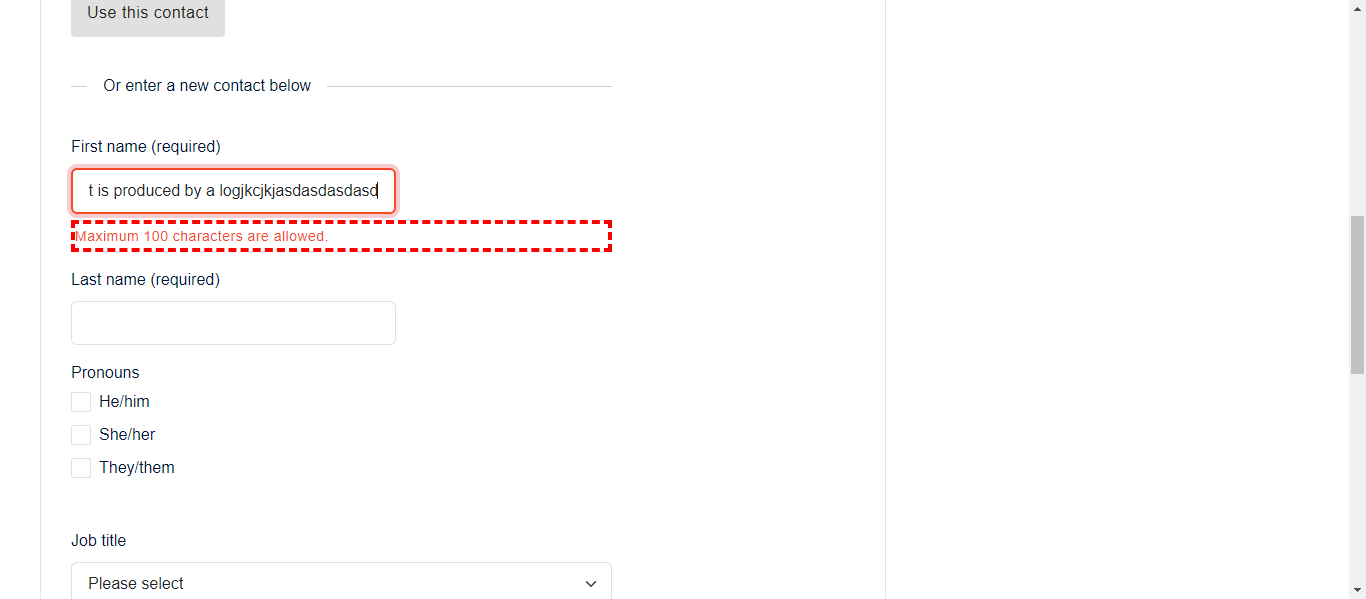 Use this contact
Or enter a new contact below
First name (required)
t is produced by a logjkcjkjasdasdasdasd
Maximum 100 characters are allowed.
Last name (required)
Pronouns
He/him
She/her
They/them
Job title
Please select